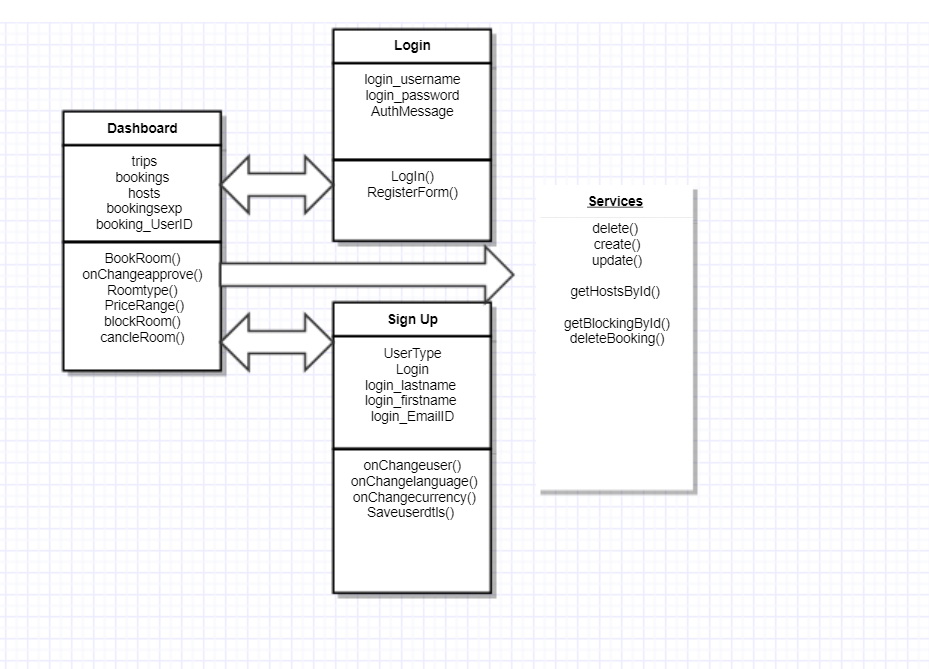 Login
login_username
login_password
AuthMessage
LogIn()
RegisterForm()
Dashboard
trips
bookings
hosts
bookingsexp
booking_UserID
BookRoom()
onChangeapprove()
Roomtype()
PriceRange()
blockRoom()
cancleRoom()
Services
delete()
create()
update()
getHostsById()
getBlockingById()
deleteBooking()
Sign Up
UserType
Login
login_lastname
login_firstname
login_EmailID
onChangeuser()
onChangelanguage()
onChangecurrency()
Saveuserdtls()